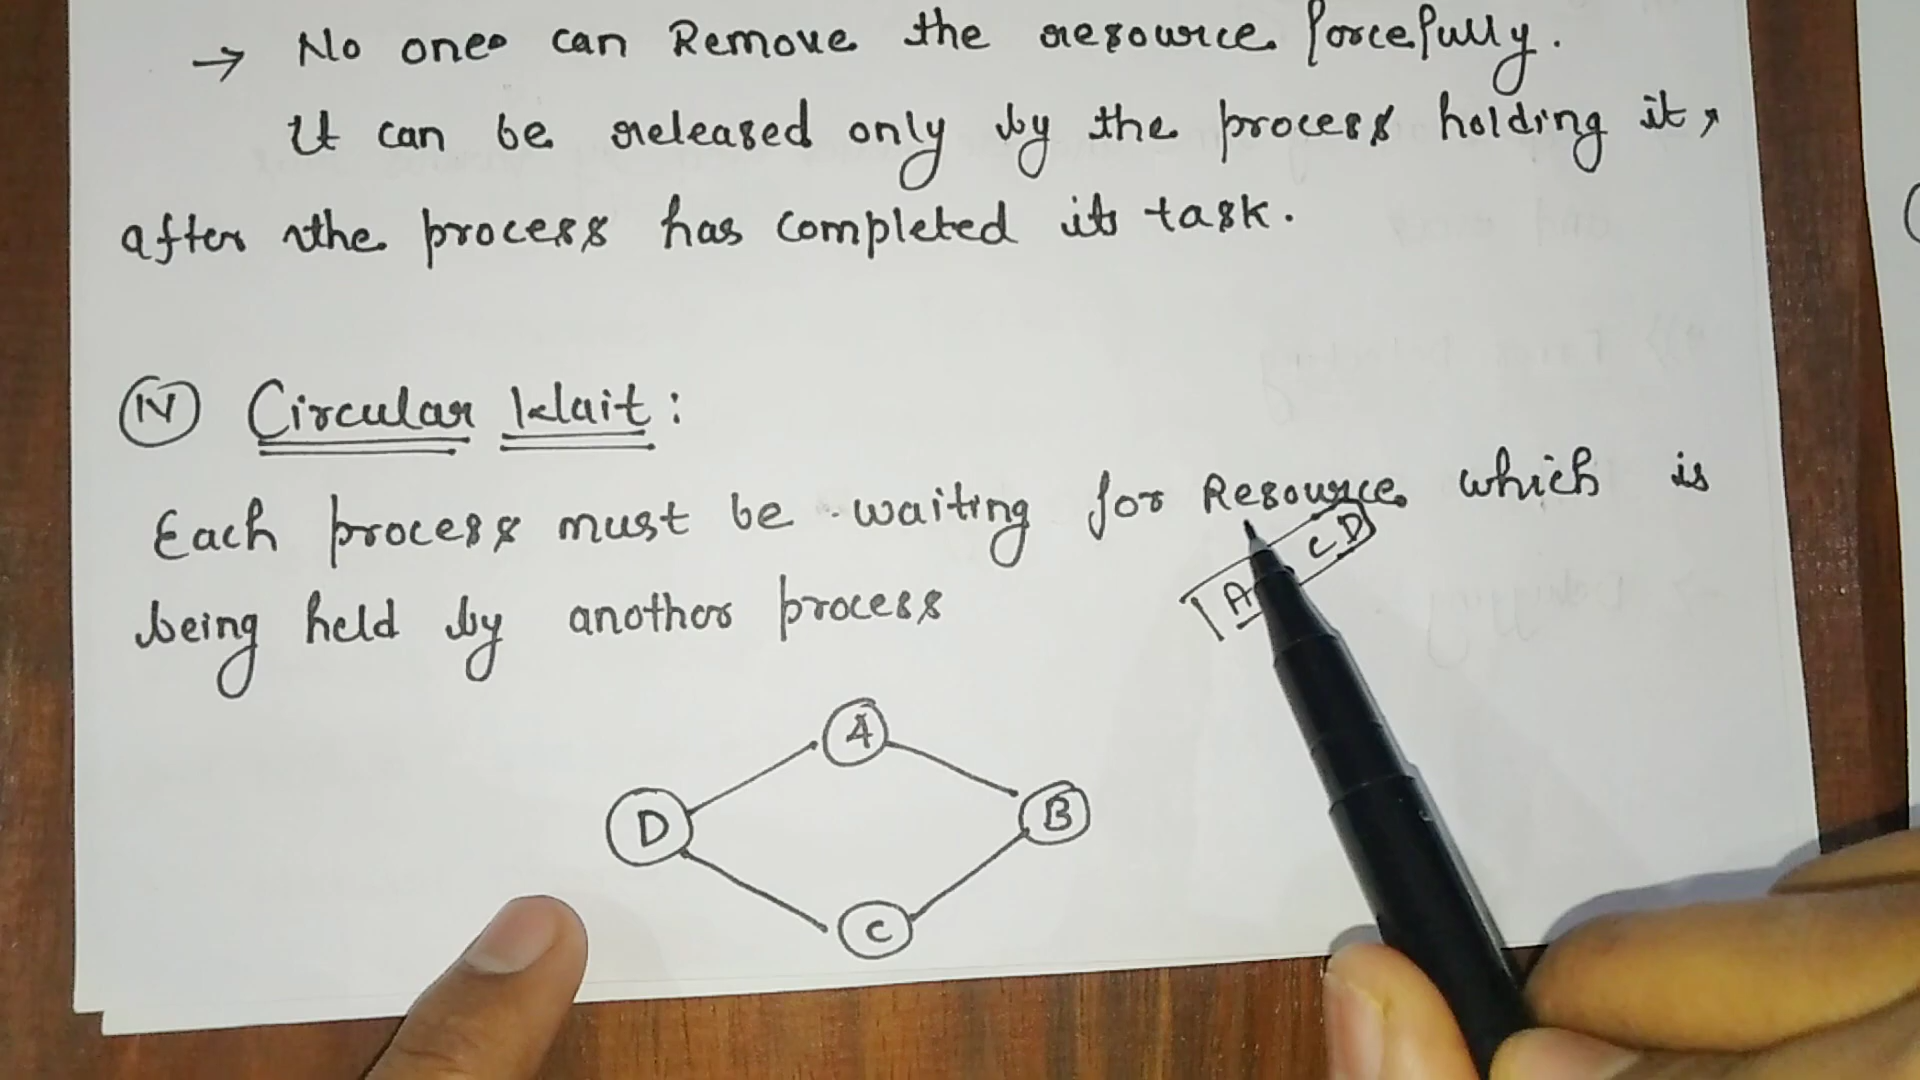 → No one can Remove the resource forcefully.
It can be released only by the process holding it,
after the process has completed its task.
IV Circular Wait:
Each process must be waiting for Resource which is
being held by another process
A C D
A
D B
C